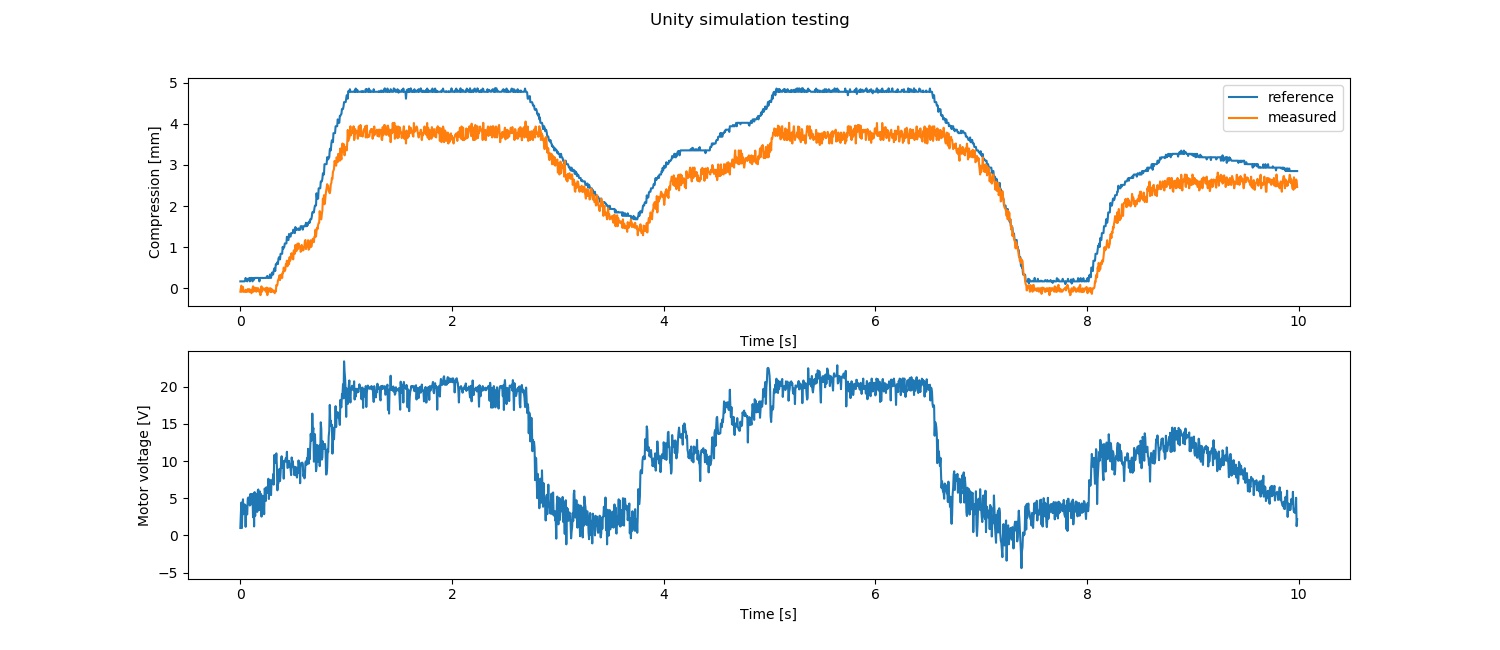 Unity simulation testing
5
4
3
2
1
0
Compression [mm]
reference
measured
0 2 4 6 8 10
Time [s]
20
15
10
5
0
−5
Motor voltage [V]
0 2 4 6 8 10
Time [s]